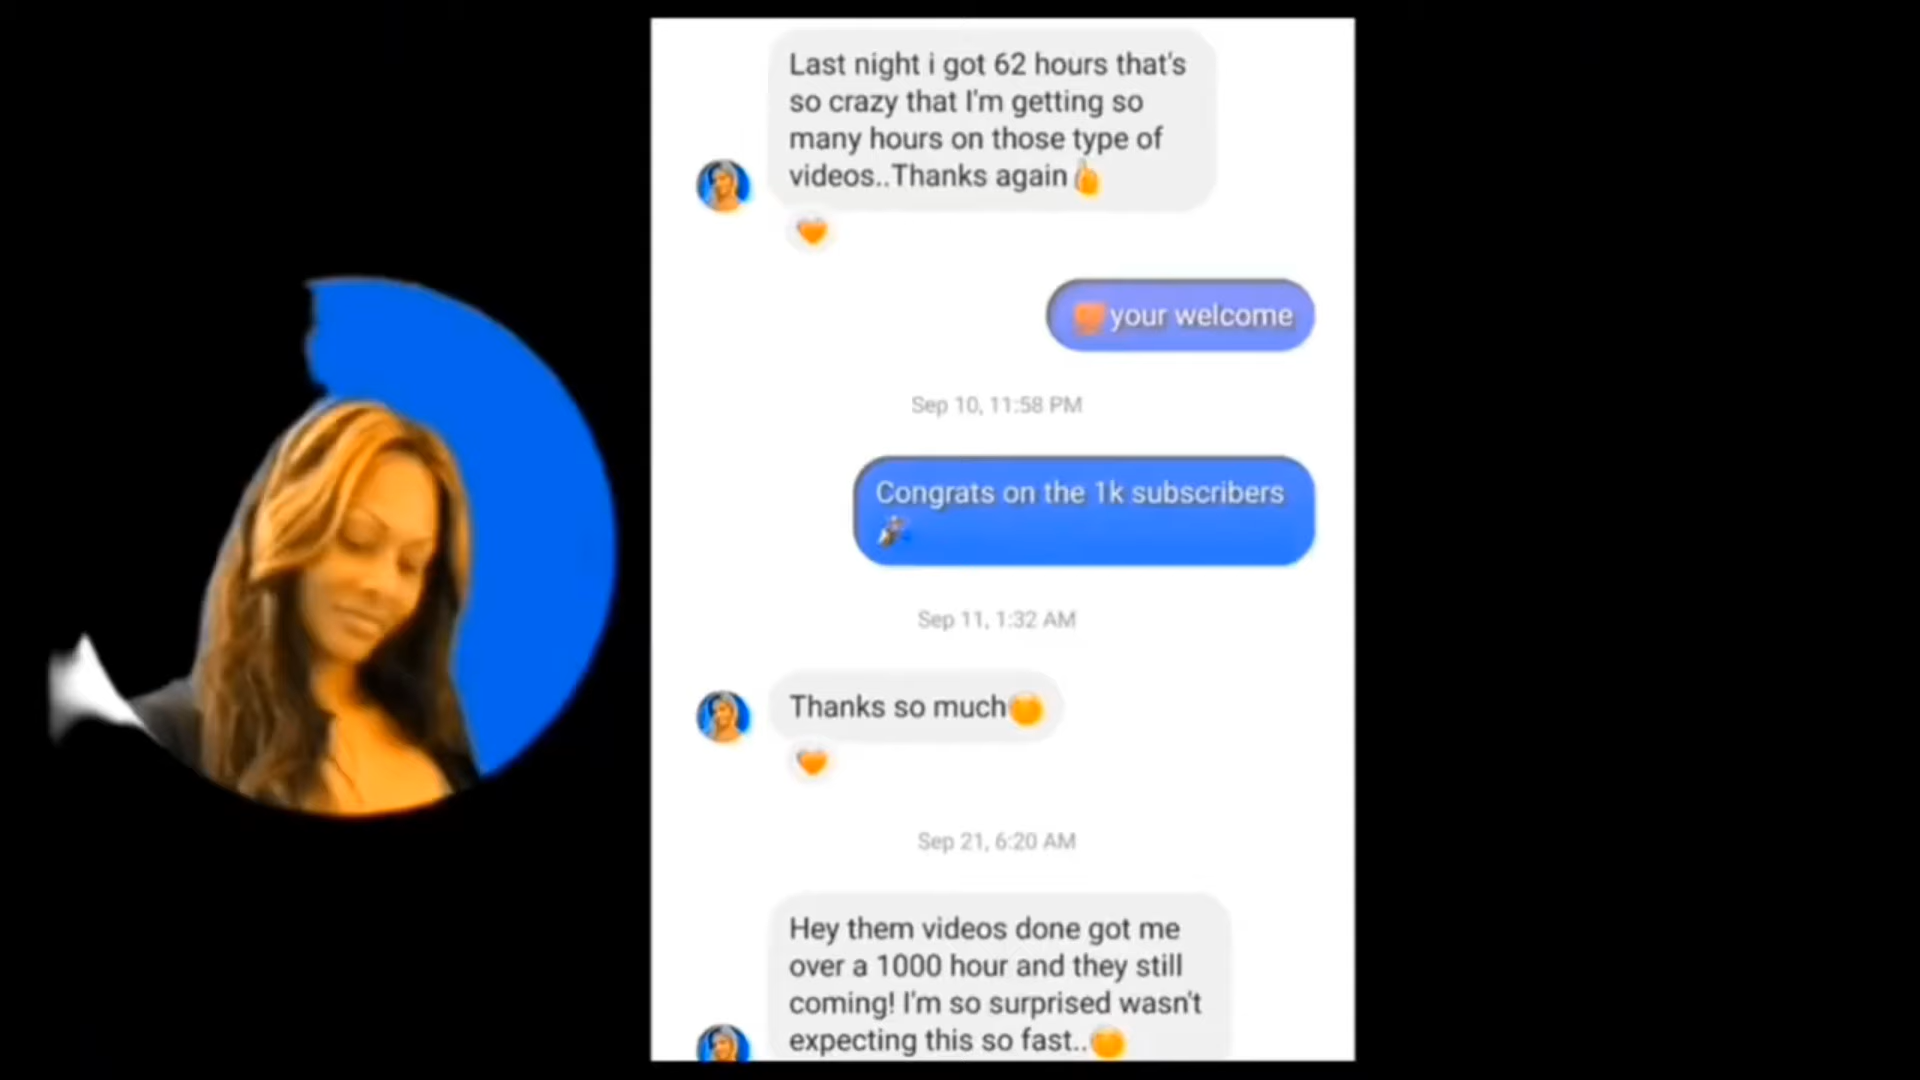 Last night i got 62 hours that's
so crazy that I'm getting so
many hours on those type of
videos..Thanks again
your welcome
Sep 10, 11:58 PM
Congrats on the 1k subscribers
Sep 11, 1:32 AM
Thanks so much
Sep 21, 6:20 AM
Hey them videos done got me
over a 1000 hour and they still
coming! I'm so surprised wasn't
expecting this so fast..